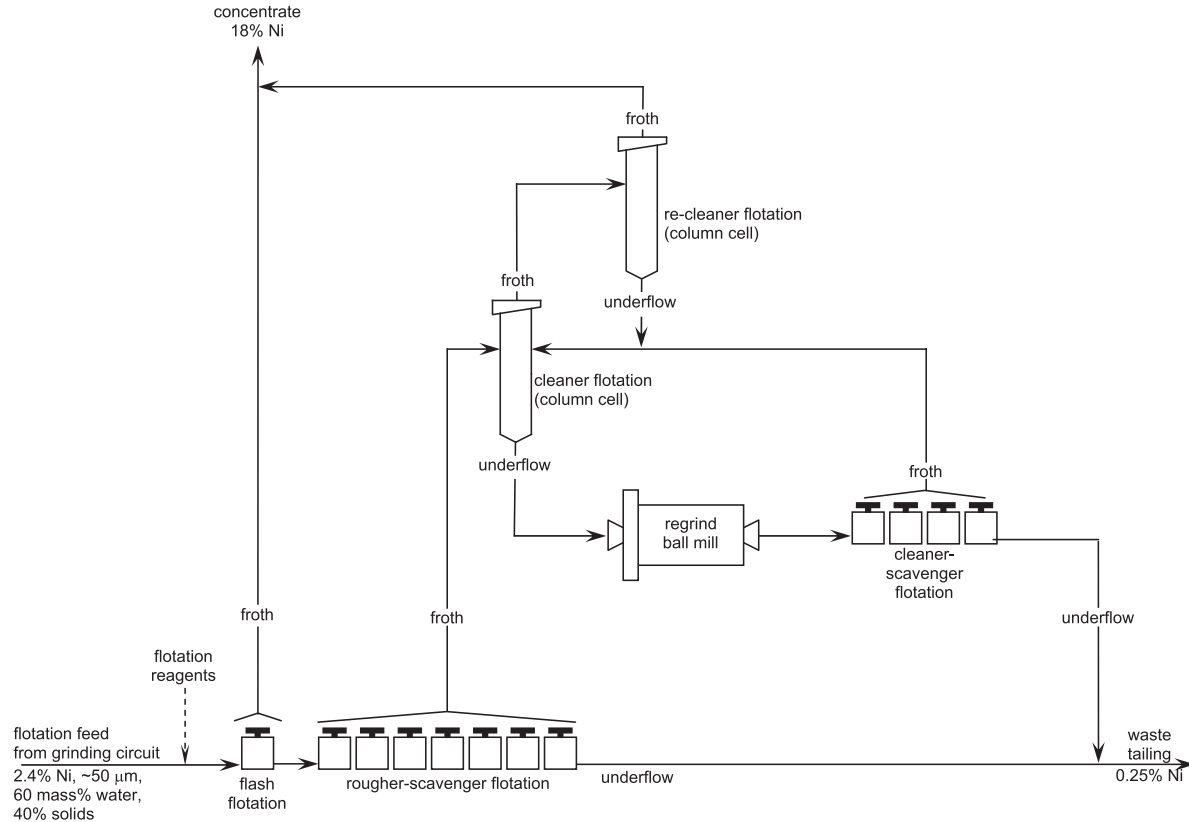 concentrate
18% Ni
froth
re-cleaner flotation
(column cell)
froth
underflow
cleaner flotation
(column cell)
underflow
froth
regrind
ball mill
cleaner-
scavenger
flotation
froth
froth
underflow
flotation
reagents
flotation feed
from grinding circuit
2.4% Ni, ~50 μm,
60 mass% water,
40% solids
flash
flotation
rougher-scavenger flotation
underflow
waste
tailing
0.25% Ni